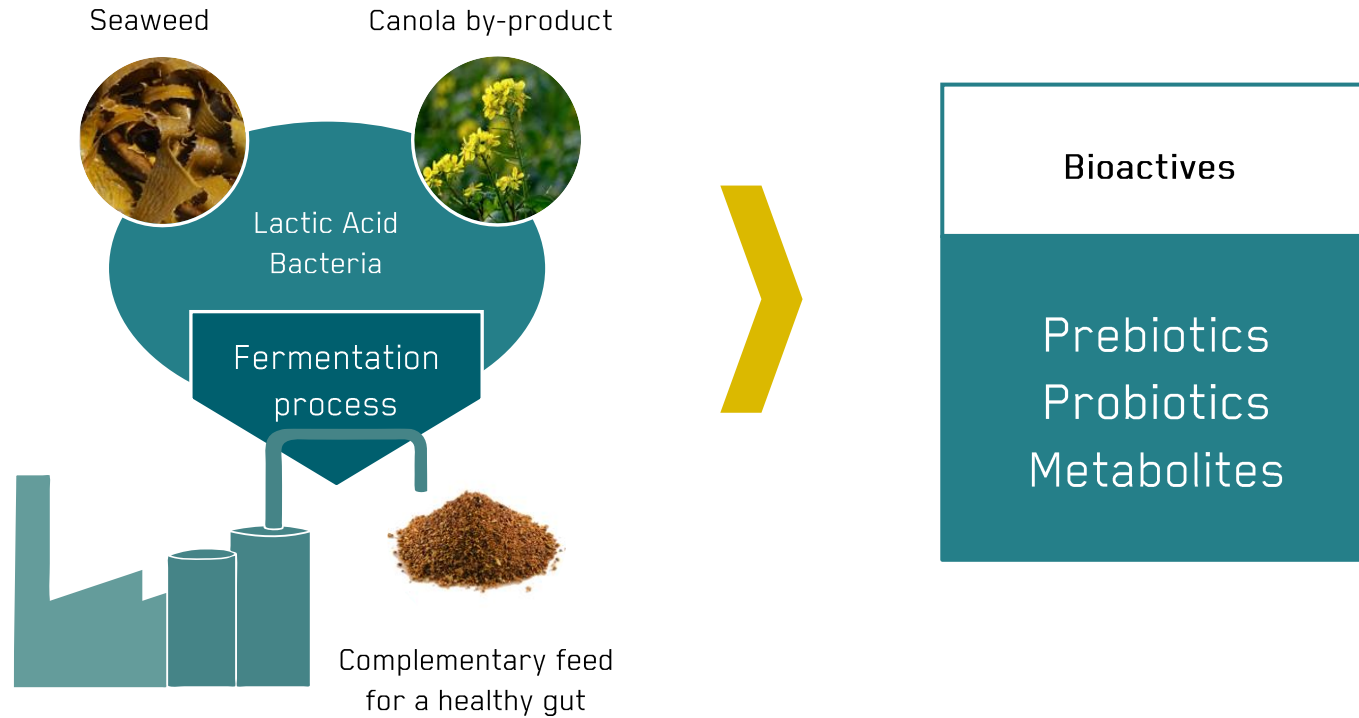 Seaweed
Canola by-product
Lactic Acid
Bacteria
Fermentation
process
Complementary feed
for a healthy gut
Bioactives
Prebiotics
Probiotics
Metabolites